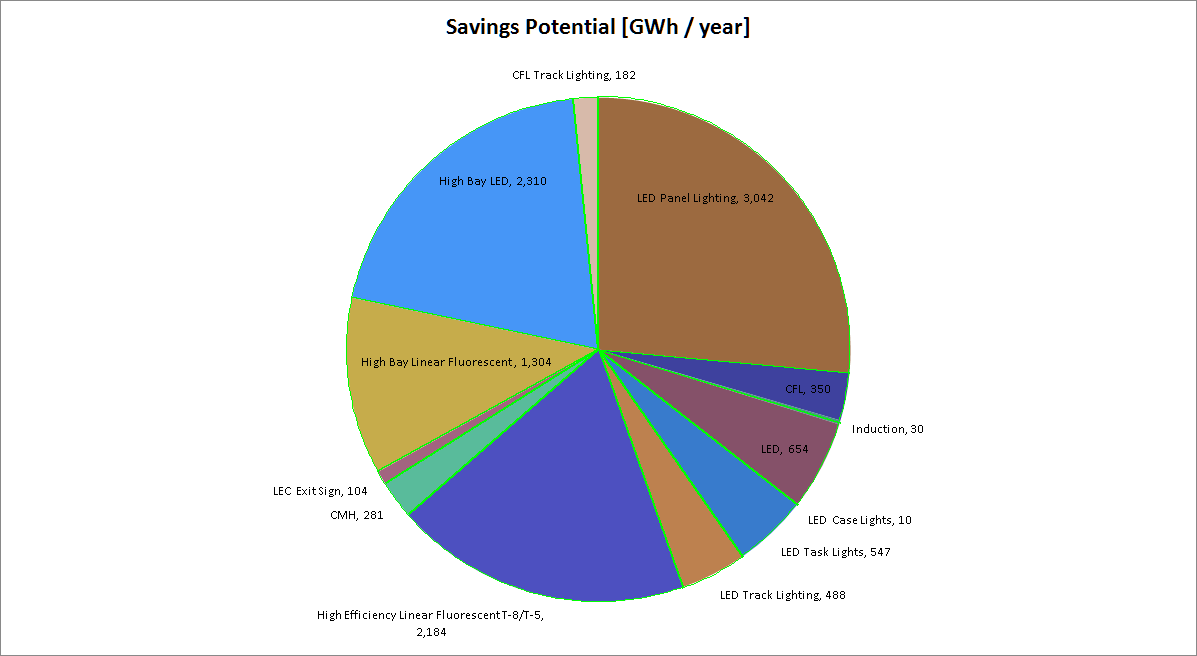 Savings Potential [GWh / year]
CFL Track Lighting, 182
High Bay LED, 2,310
LED Panel Lighting, 3,042
High Bay Linear Fluorescent , 1,304
CFL, 350
Induction, 30
LED, 654
LEC Exit Sign, 104
CMH, 281
LED Case Lights, 10
LED Task Lights, 547
LED Track Lighting, 488
High Efficiency Linear Fluorescent T-8/T-5,
2,184